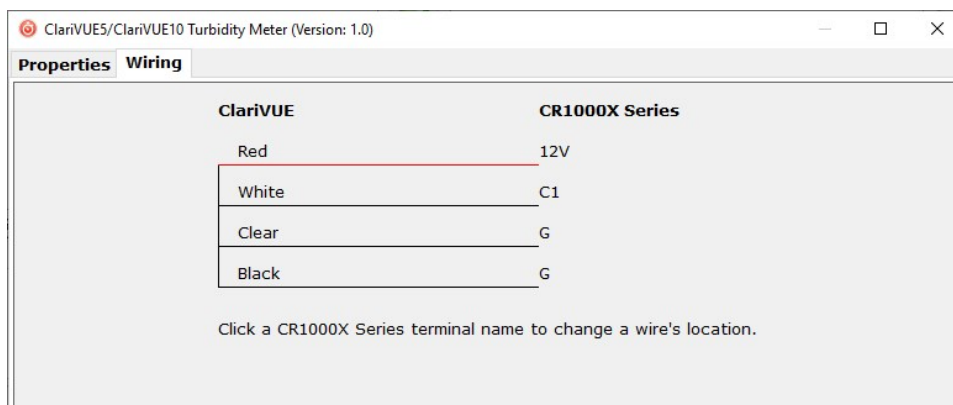 ClariVUE5/ClariVUE10 Turbidity Meter (Version: 1.0)
Properties Wiring
ClariVUE CR1000X Series
Red 12V
White C1
Clear G
Black G
Click a CR1000X Series terminal name to change a wire's location.